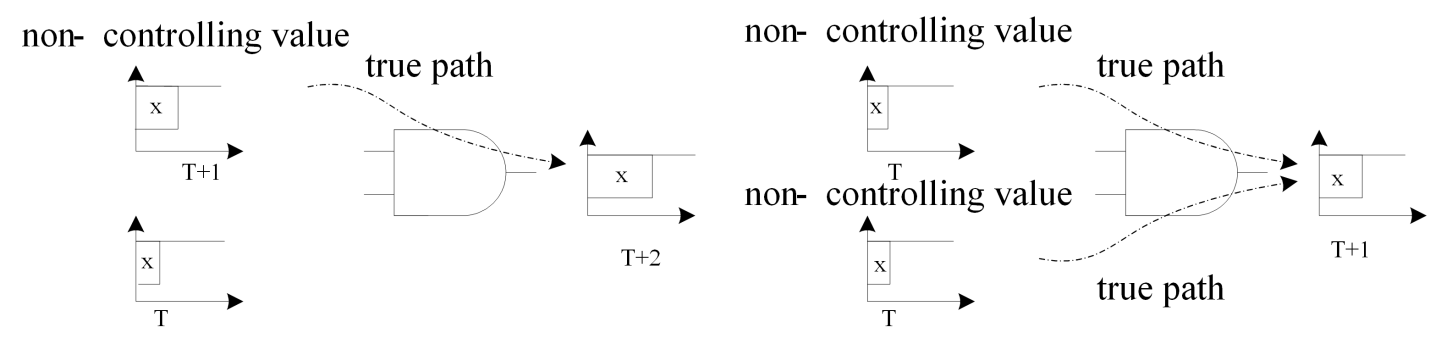 non- controlling value
true path
x
T+1
x
T+2
x
T
non- controlling value
true path
x
T
non- controlling value
x
T+1
x
T
true path